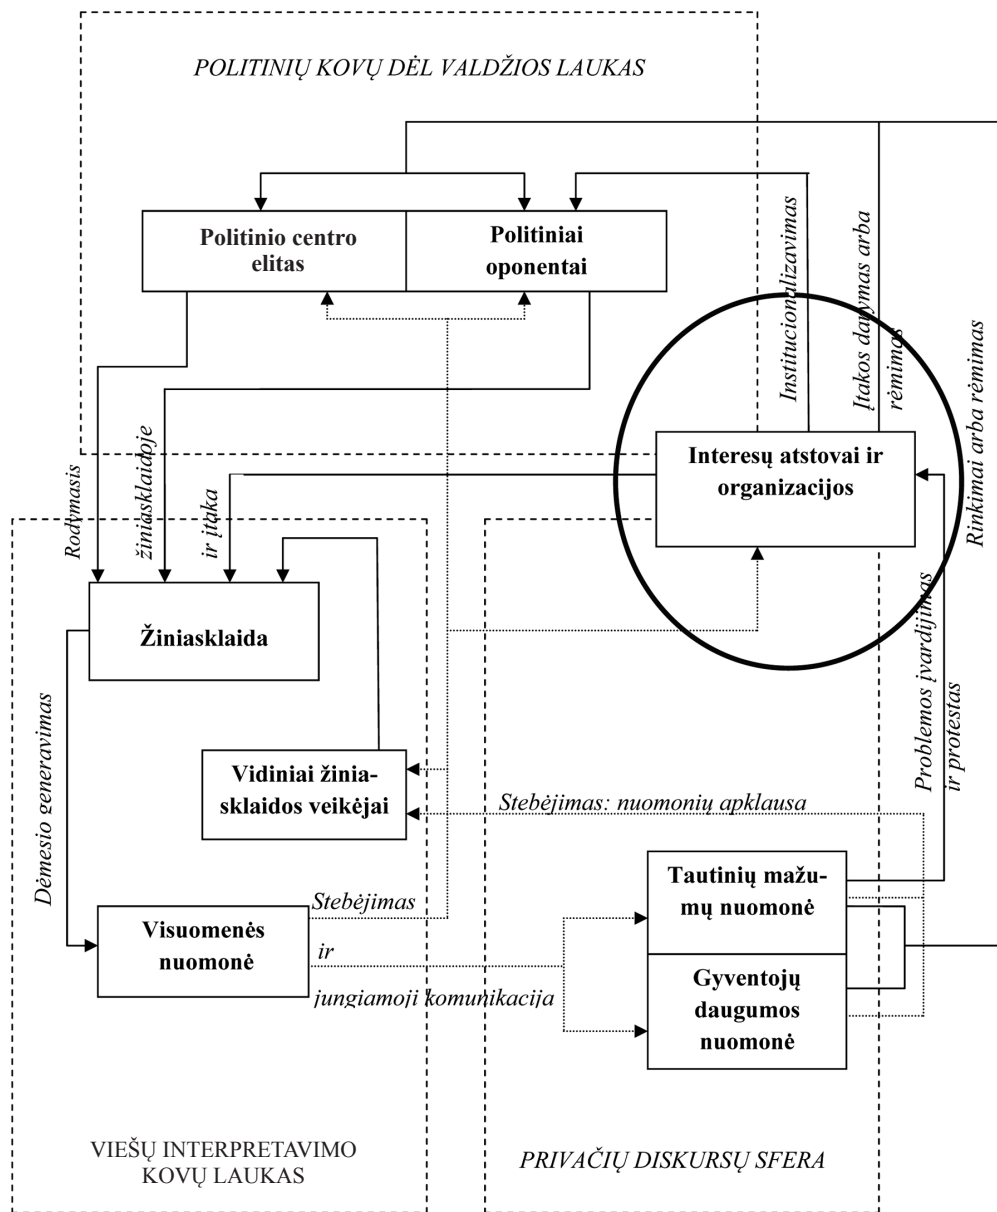 POLITINIŲ KOVŲ DĖL VALDŽIOS LAUKAS
Politinio centro
elitas
Politiniai
oponentai
Institucionalizavimas
Įtakos darymas arba
rėmimas
Rinkimai arba rėmimas
Interesų atstovai ir
organizacijos
Rodymasis
žiniasklaidoje
ir įtaka
Žiniasklaida
Problemos įvardijimas
ir protestas
Dėmesio generavimas
Vidiniai žinia-
sklaidos veikėjai
Stebėjimas: nuomonių apklausa
Tautinių mažu-
mų nuomonė
Stebėjimas
ir
jungiamoji komunikacija
Visuomenės
nuomonė
Gyventojų
daugumos
nuomonė
VIEŠŲ INTERPRETAVIMO
KOVŲ LAUKAS
PRIVAČIŲ DISKURSŲ SFERA